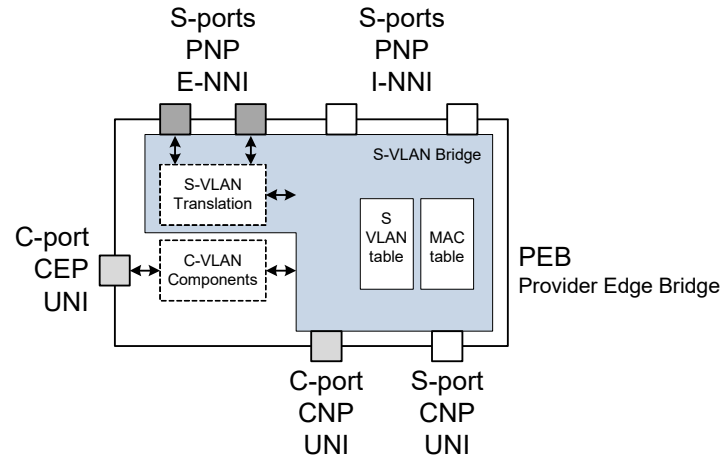 S-ports
PNP
E-NNI
S-ports
PNP
I-NNI
S-VLAN Bridge
S-VLAN
Translation
S
VLAN
table
MAC
table
C-port
CEP
UNI
C-VLAN
Components
PEB
Provider Edge Bridge
C-port
CNP
UNI
S-port
CNP
UNI